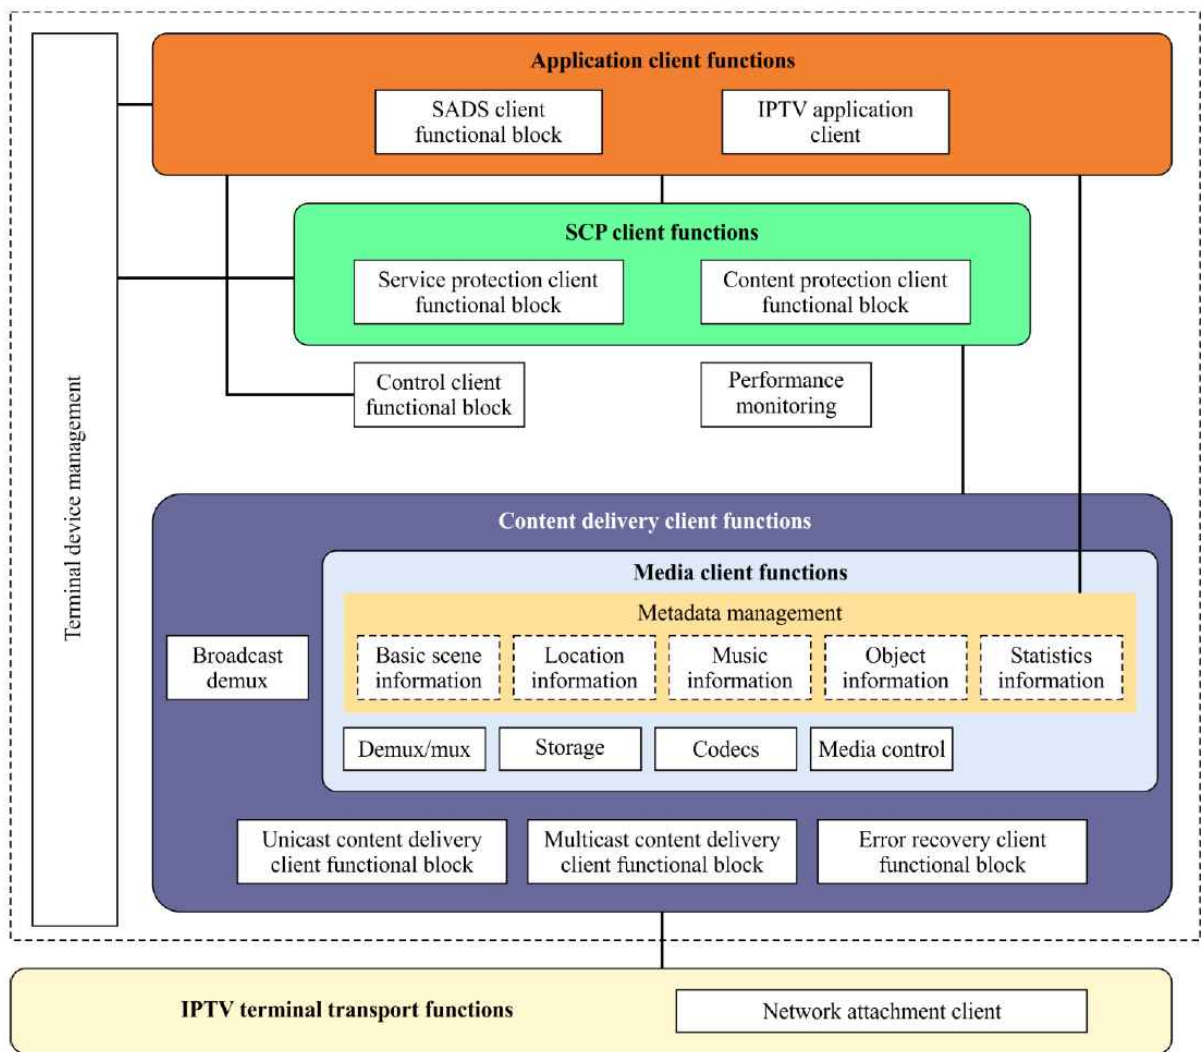 Terminal device management
Application client functions
SADS client
functional block
IPTV application
client
SCP client functions
Service protection client
functional block
Content protection client
functional block
Control client
functional block
Performance
monitoring
Content delivery client functions
Media client functions
Metadata management
Broadcast
demux
Basic scene
information
Location
information
Music
information
Object
information
Statistics
information
Demux/mux
Storage
Codecs
Media control
Unicast content delivery
client functional block
Multicast content delivery
client functional block
Error recovery client
functional block
IPTV terminal transport functions
Network attachment client